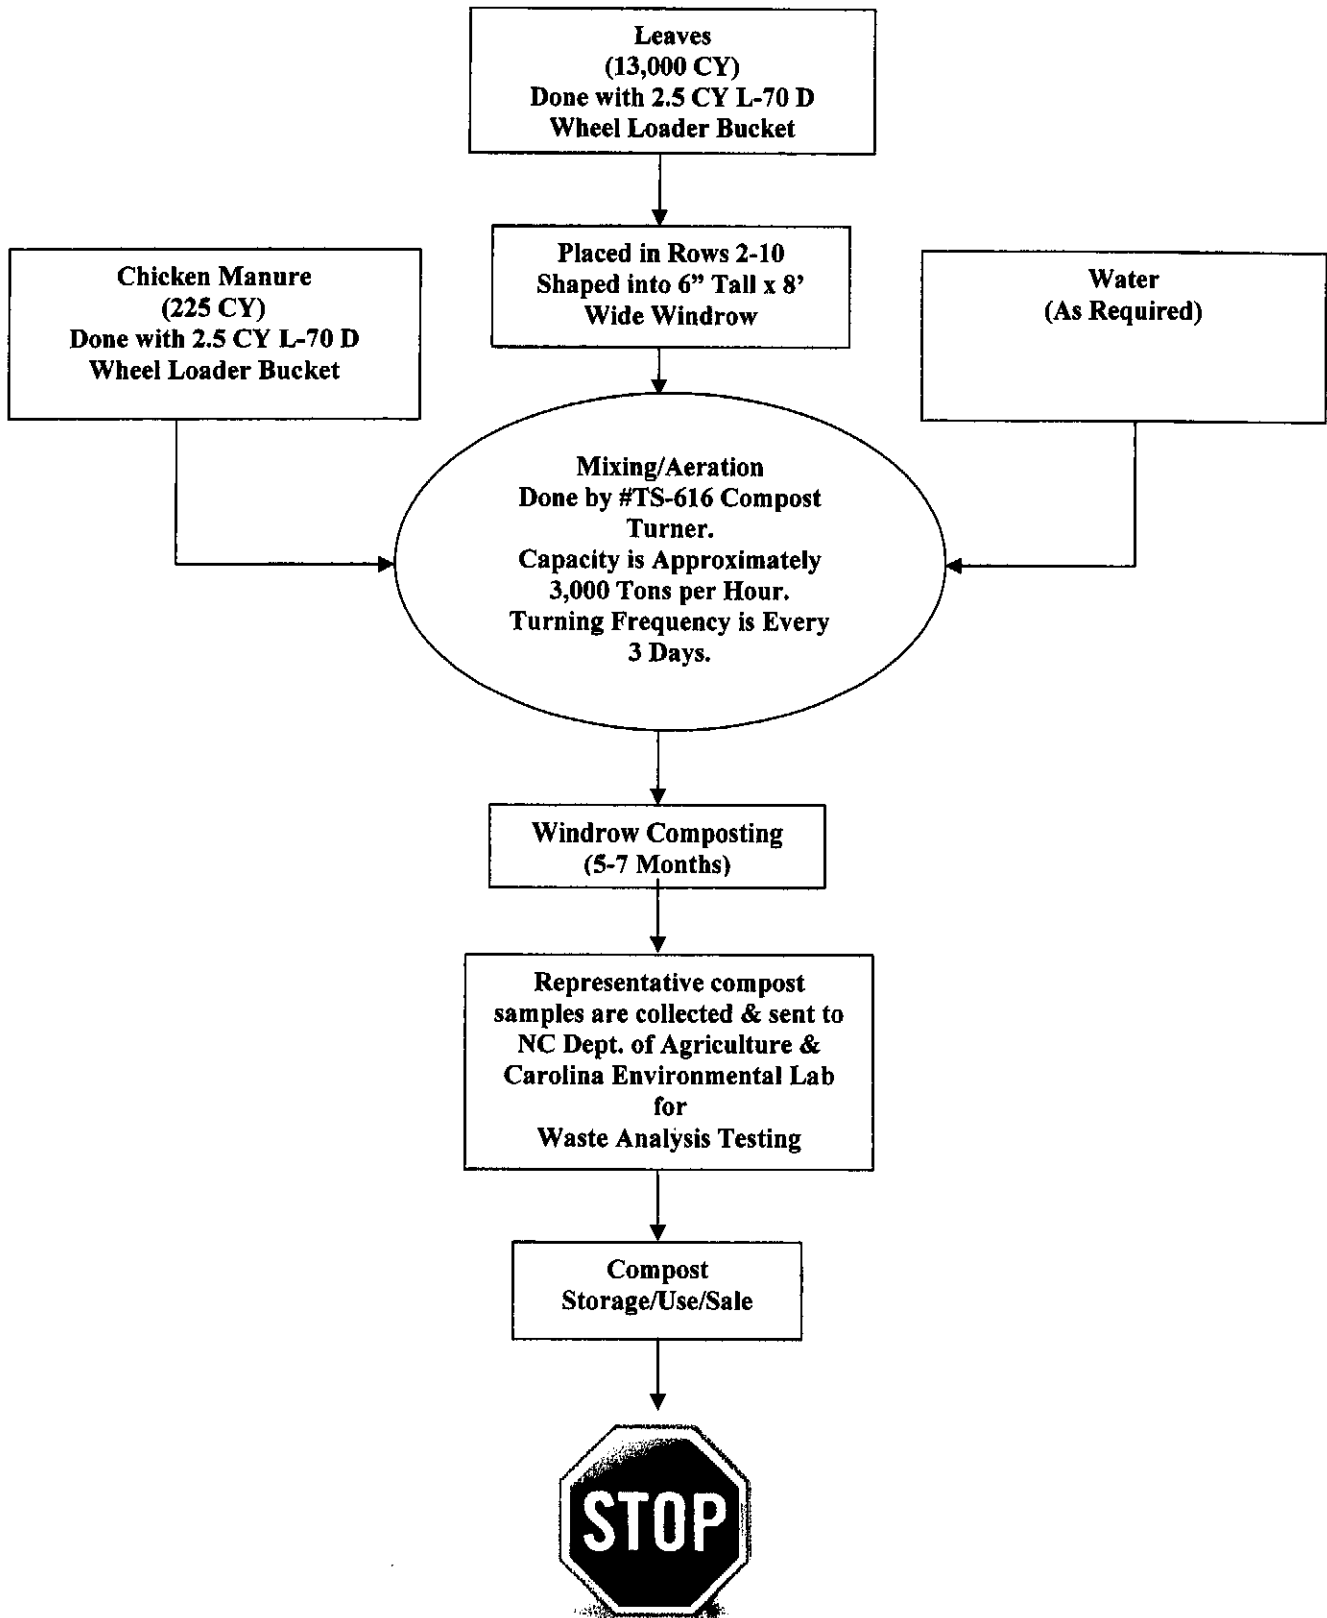 Leaves
(13,000 CY)
Done with 2.5 CY L-70 D
Wheel Loader Bucket
Placed in Rows 2-10
Shaped into 6” Tall x 8’
Wide Windrow
Chicken Manure
(225 CY)
Done with 2.5 CY L-70 D
Wheel Loader Bucket
Water
(As Required)
Mixing/Aeration
Done by #TS-616 Compost
Turner.
Capacity is Approximately
3,000 Tons per Hour.
Turning Frequency is Every
3 Days.
Windrow Composting
(5-7 Months)
Representative compost
samples are collected & sent to
NC Dept. of Agriculture &
Carolina Environmental Lab
for
Waste Analysis Testing
Compost
Storage/Use/Sale
STOP